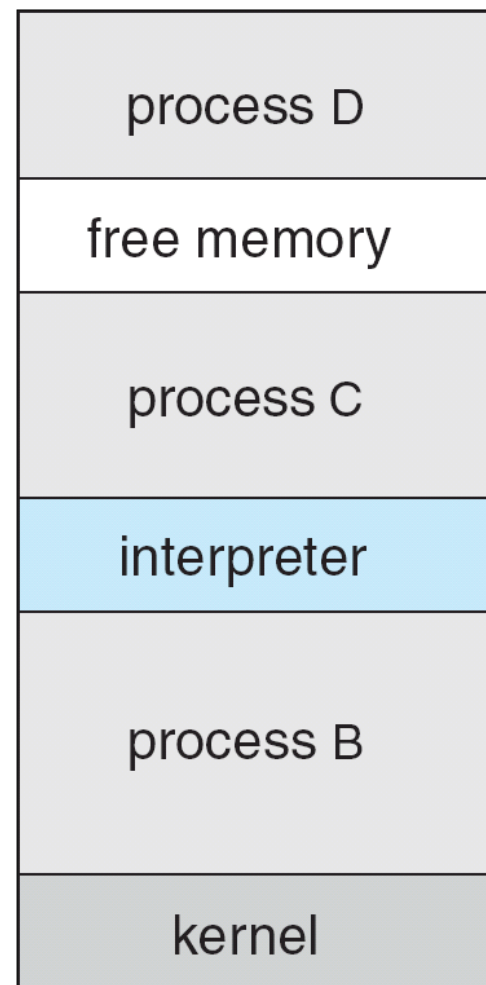 process D
free memory
process C
interpreter
process B
kernel